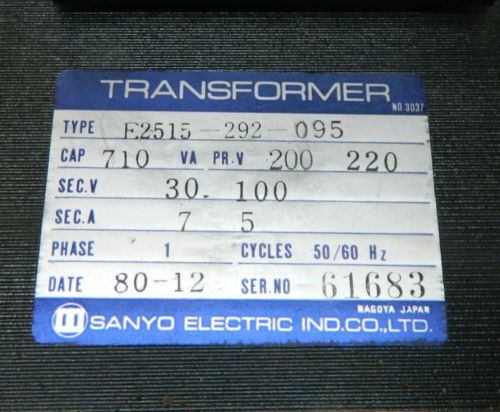 TRANSFORMER
NO 3037
TYPE E2515-292-095
CAP 710 VA PR.V 200 220
SEC.V 30. 100
SEC.A 7 5
PHASE 1 CYCLES 50/60 Hz
DATE 80-12 SER.NO 61683
NAGOYA JAPAN
SANYO ELECTRIC IND.CO.,LTD.